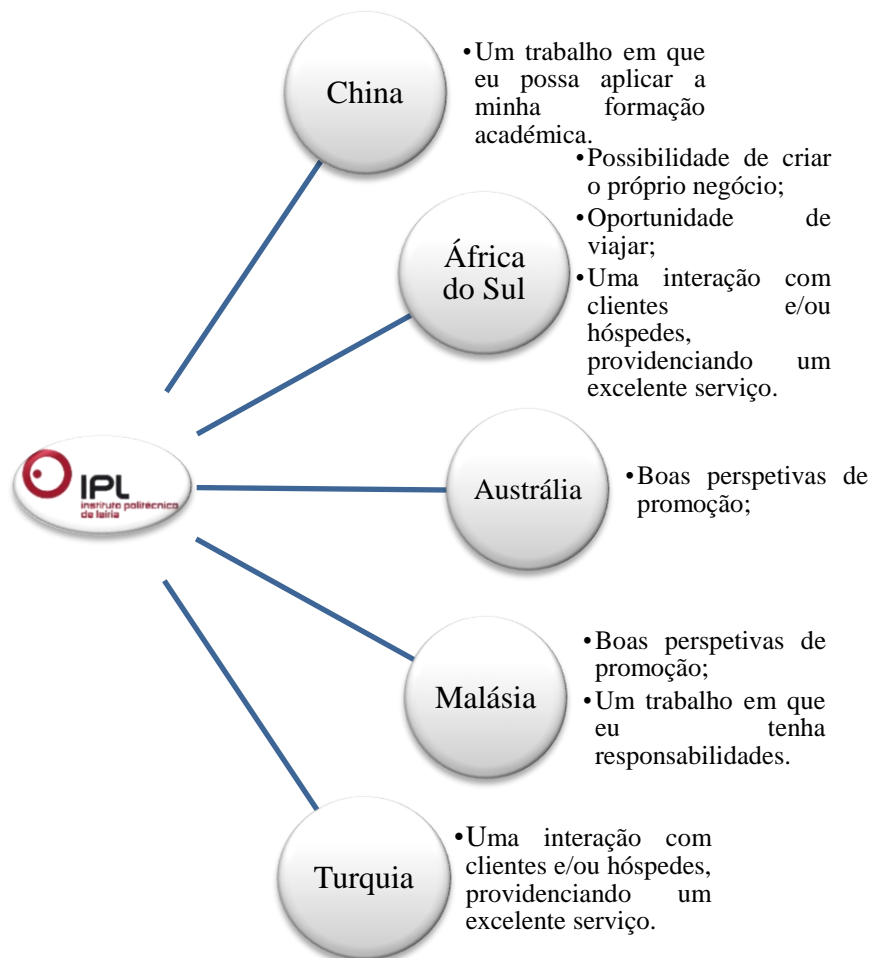 China
•Um trabalho em que
eu possa aplicar a
minha formação
académica.
•Possibilidade de criar
o próprio negócio;
•Oportunidade de
viajar;
•Uma interação com
clientes e/ou
hóspedes,
providenciando um
excelente serviço.
África
do Sul
IPL
instituto politécnico
de leiria
Austrália
•Boas perspetivas de
promoção;
Malásia
•Boas perspetivas de
promoção;
•Um trabalho em que
eu tenha
responsabilidades.
Turquia
•Uma interação com
clientes e/ou hóspedes,
providenciando um
excelente serviço.